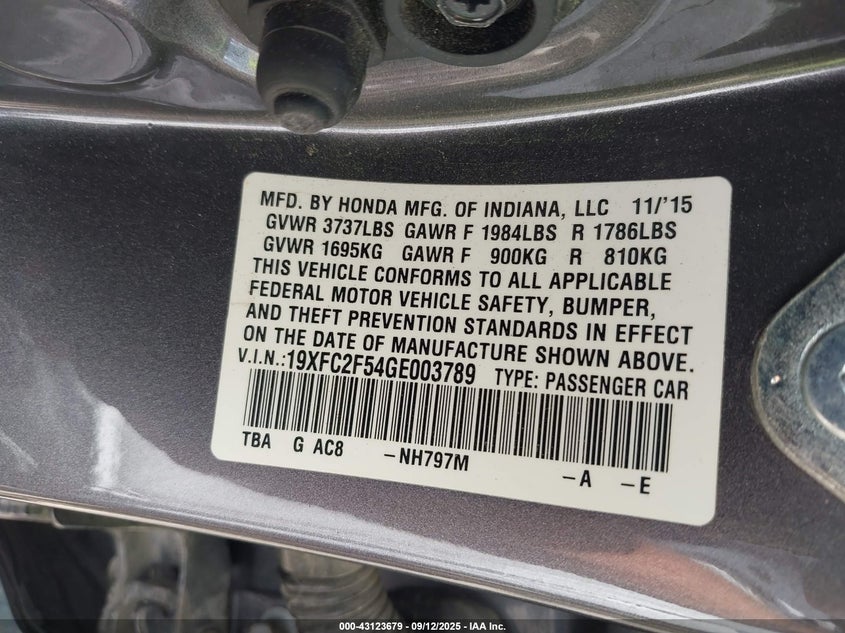 MFD. BY HONDA MFG. OF INDIANA, LLC 11/'15
GVWR 3737LBS GAWR F 1984LBS R 1786LBS
GVWR 1695KG GAWR F 900KG R 810KG
THIS VEHICLE CONFORMS TO ALL APPLICABLE
FEDERAL MOTOR VEHICLE SAFETY, BUMPER,
AND THEFT PREVENTION STANDARDS IN EFFECT
ON THE DATE OF MANUFACTURE SHOWN ABOVE.
V.I.N.:19XFC2F54GE003789 TYPE: PASSENGER CAR
TBA G AC8 -NH797M -A -E
000-43123679 - 09/12/2025 - IAA Inc.